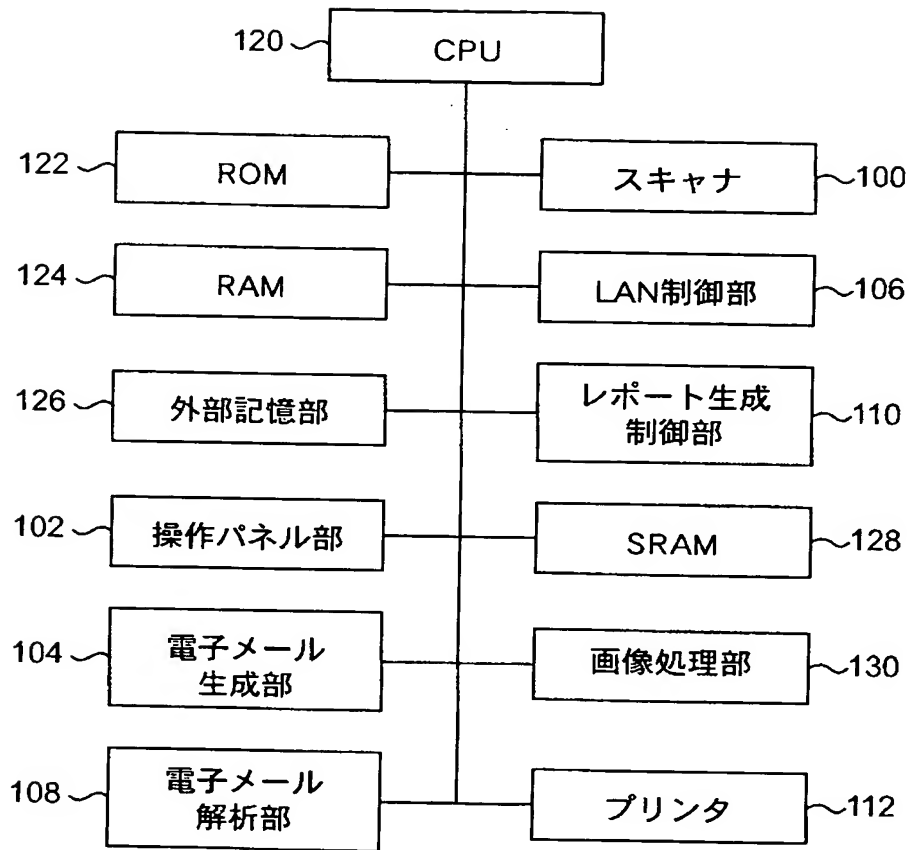 120
CPU
122
ROM
スキャナ
100
124
RAM
LAN制御部
106
126
外部記憶部
レポート生成
制御部
110
102
操作パネル部
SRAM
128
104
電子メール
生成部
画像処理部
130
108
電子メール
解析部
プリンタ
112